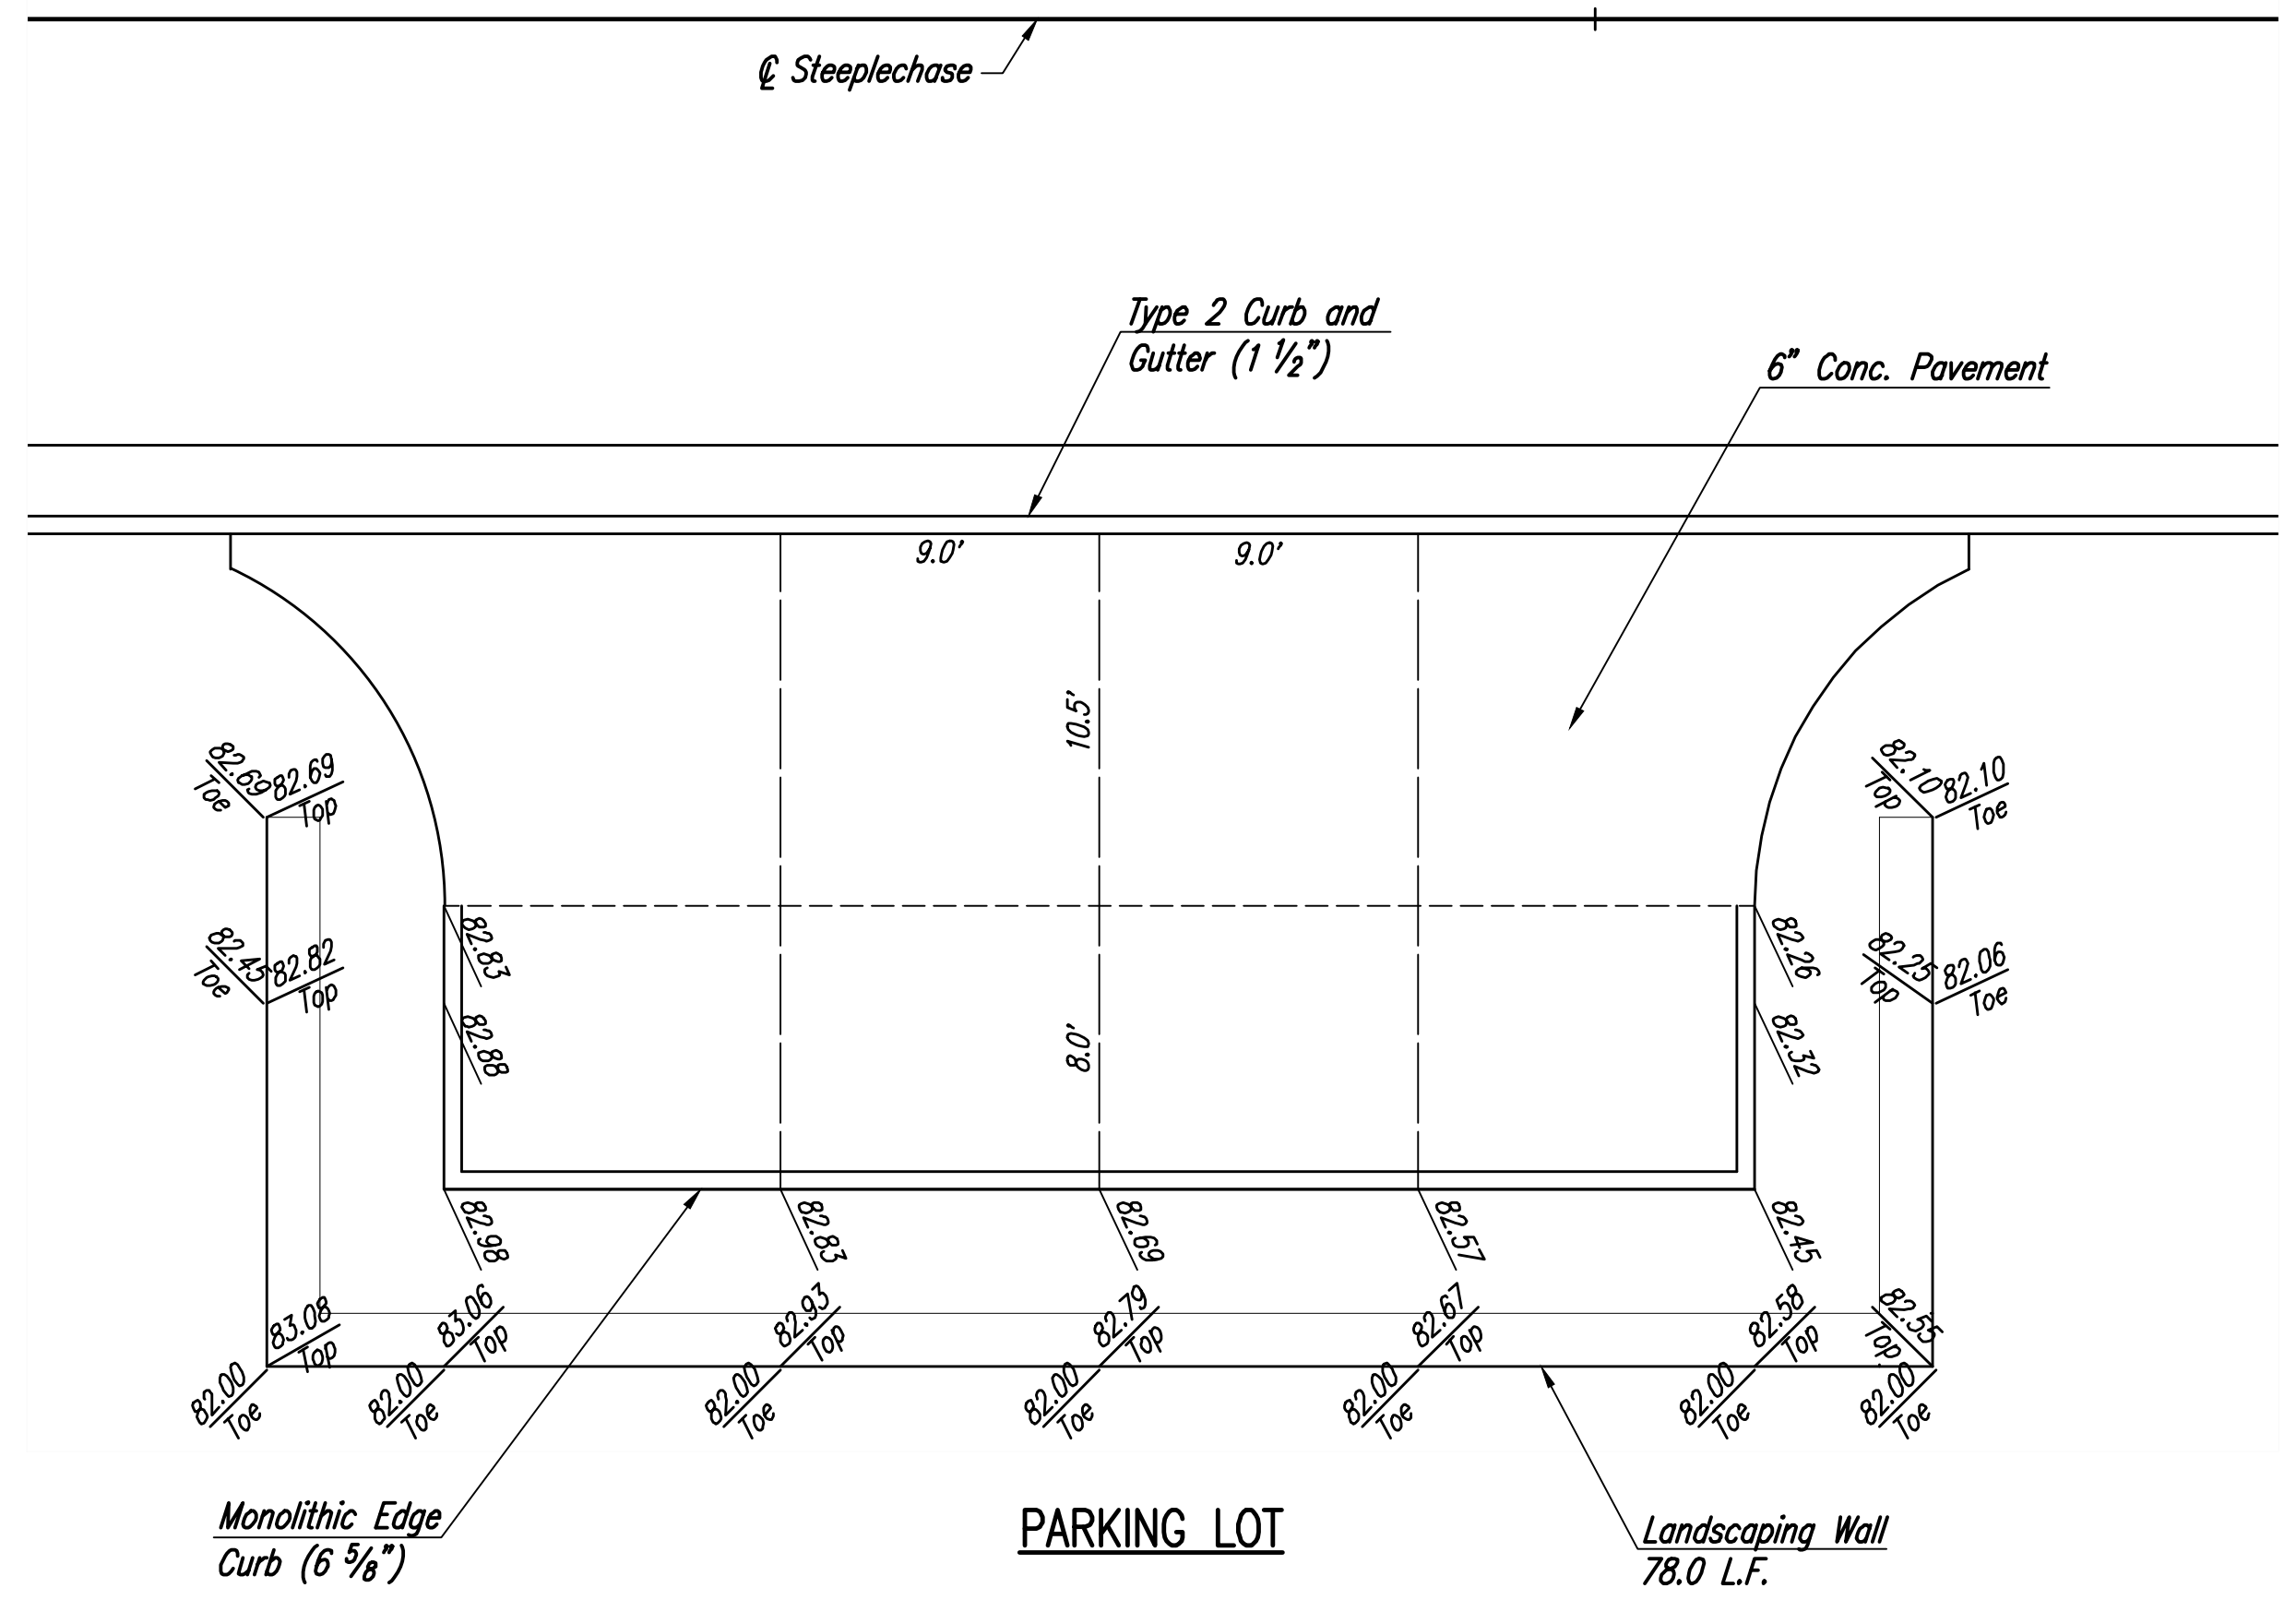 ℄ Steeplechase
Type 2 Curb and
Gutter (1 ½")
6" Conc. Pavement
9.0'
9.0'
10.5'
82.69
Toe
82.69
Top
82.10
Top
82.10
Toe
82.45
Toe
82.82
Top
82.83
82.26
82.25
Top
82.06
Toe
82.88
8.0'
82.32
82.98
82.83
82.69
82.57
82.45
83.08
Top
83.06
Top
82.93
Top
82.79
Top
82.67
Top
82.58
Top
82.55
Top.
82.00
Toe
82.00
Toe
82.00
Toe
82.00
Toe
82.00
Toe
82.00
Toe
82.00
Toe
Monolithic Edge
Curb (6 ⅝")
PARKING LOT
Landscaping Wall
78.0 L.F.